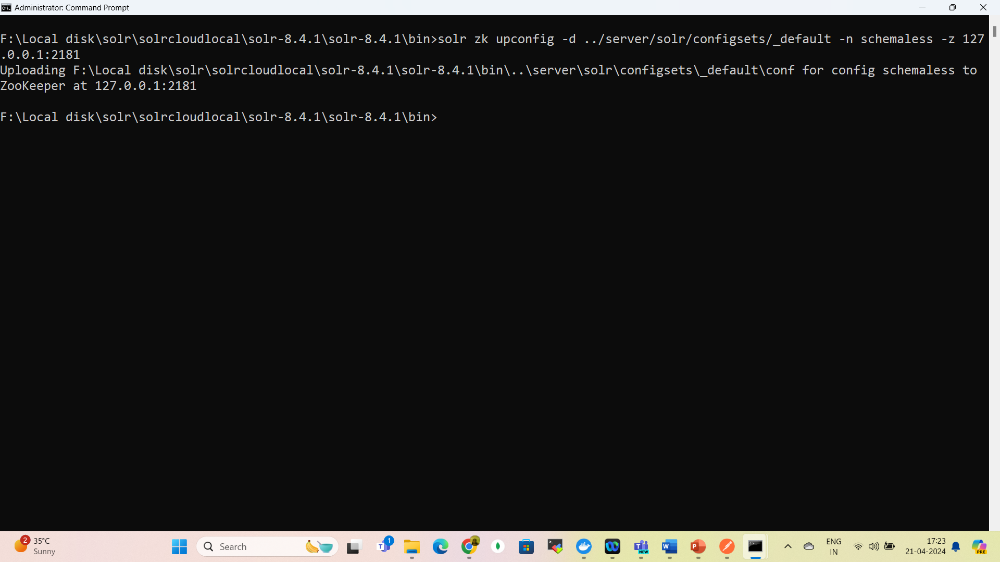 Administrator: Command Prompt
F:\Local disk\solr\solrcloudlocal\solr-8.4.1\solr-8.4.1\bin>solr zk upconfig -d ../server/solr/configsets/_default -n schemaless -z 127
.0.0.1:2181
Uploading F:\Local disk\solr\solrcloudlocal\solr-8.4.1\solr-8.4.1\bin\..\server\solr\configsets\_default\conf for config schemaless to
ZooKeeper at 127.0.0.1:2181
F:\Local disk\solr\solrcloudlocal\solr-8.4.1\solr-8.4.1\bin>
2
35°C
Sunny
Search
1
NEW
ENG
IN
17:23
21-04-2024
PRE